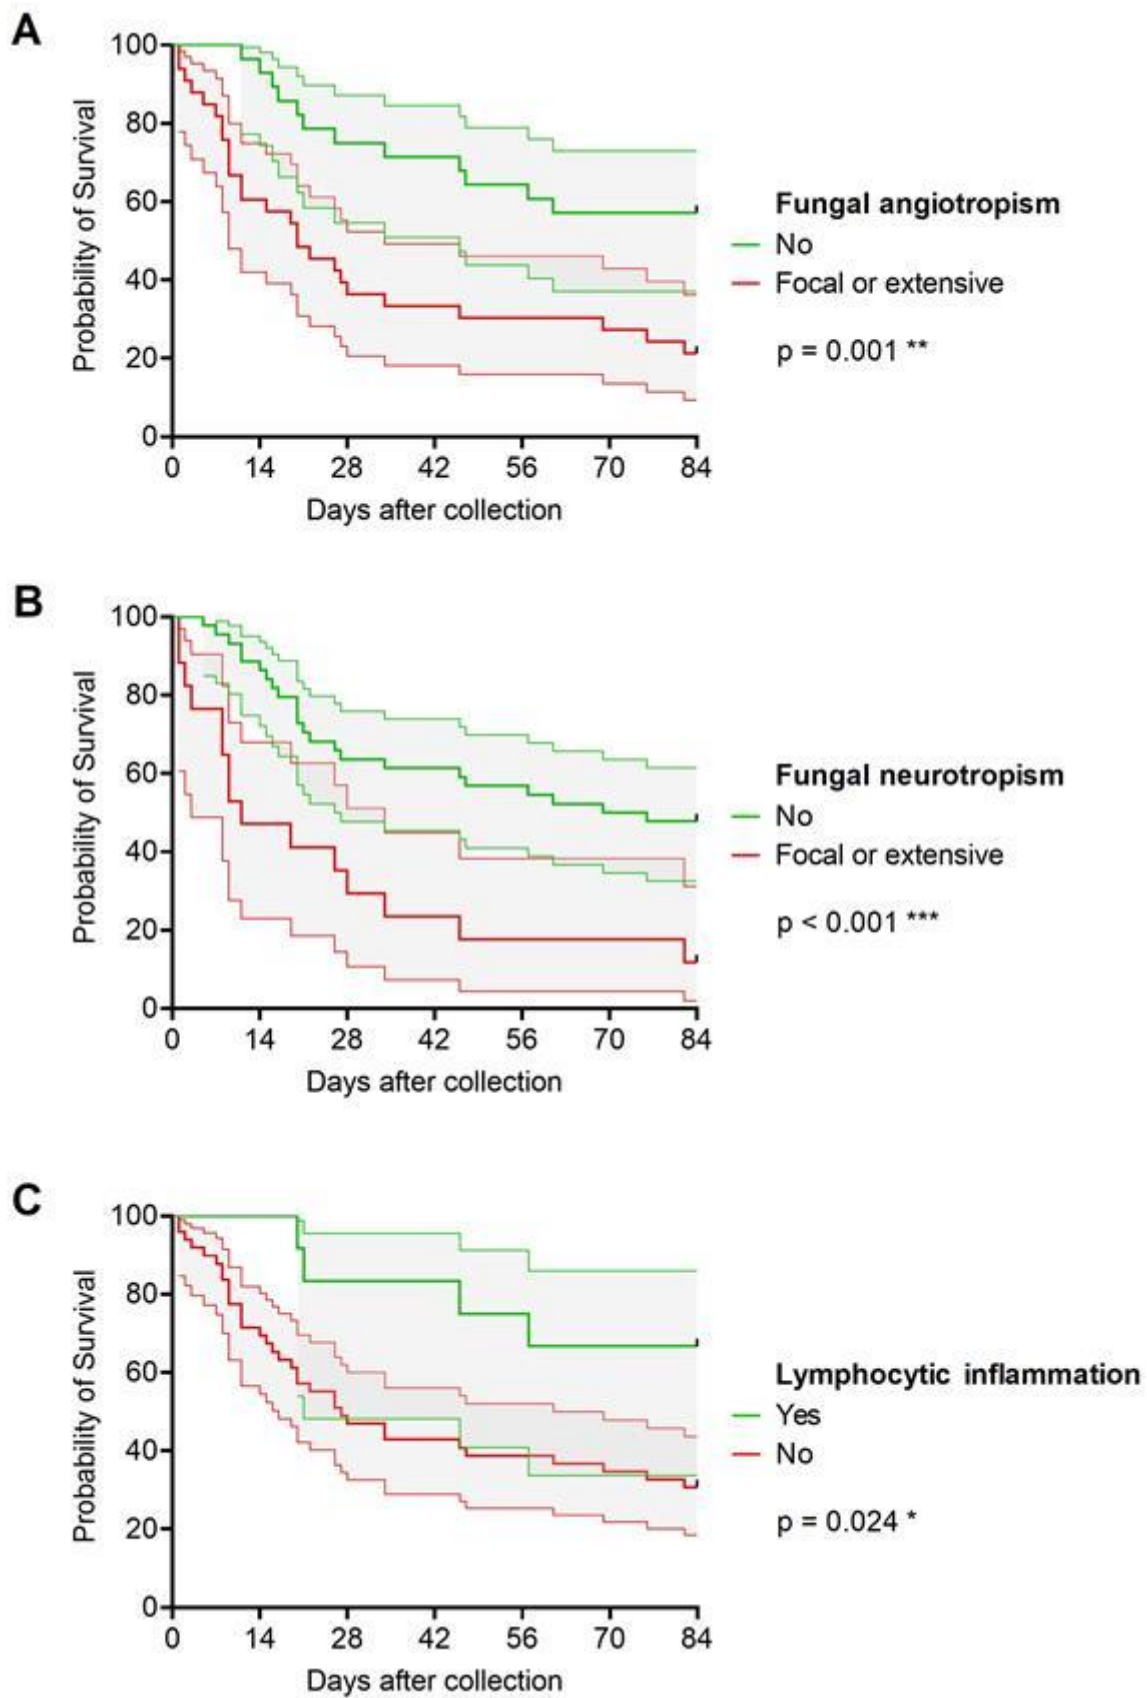 A
100
80
60
40
20
0
Probability of Survival
0 14 28 42 56 70 84
Days after collection
Fungal angiotropism
No
Focal or extensive
p = 0.001 **
B
100
80
60
40
20
0
Probability of Survival
0 14 28 42 56 70 84
Days after collection
Fungal neurotropism
No
Focal or extensive
p < 0.001 ***
C
100
80
60
40
20
0
Probability of Survival
0 14 28 42 56 70 84
Days after collection
Lymphocytic inflammation
Yes
No
p = 0.024 *